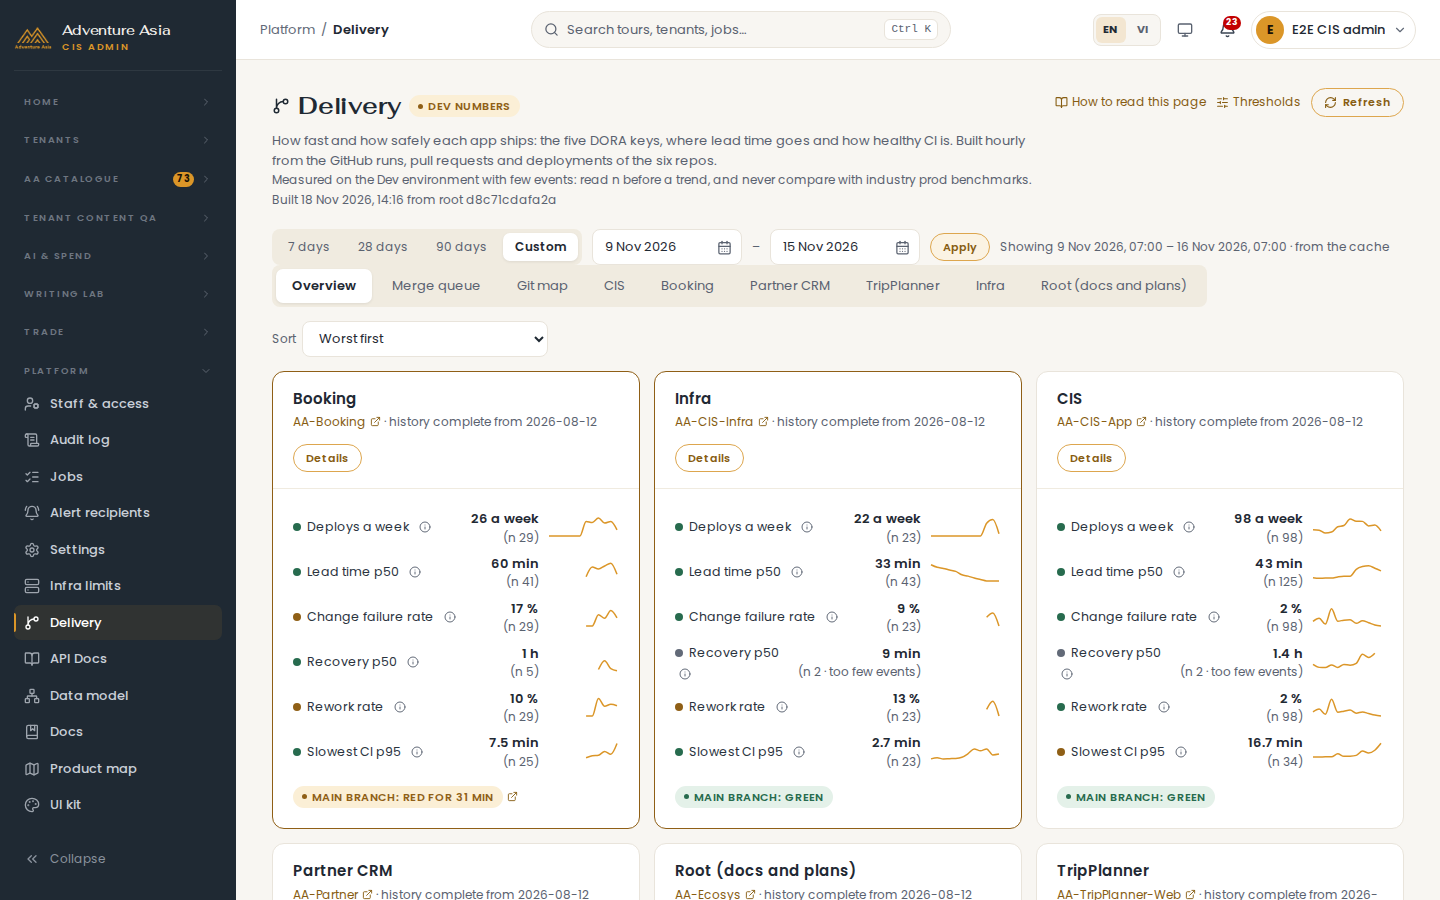 Adventure Asia
CIS ADMIN
Adventure Asia
HOME
TENANTS
AA CATALOGUE 73
TENANT CONTENT QA
AI & SPEND
WRITING LAB
TRADE
PLATFORM
Staff & access
Audit log
Jobs
Alert recipients
Settings
Infra limits
Delivery
API Docs
Data model
Docs
Product map
UI kit
Collapse
Platform / Delivery
Search tours, tenants, jobs... Ctrl K
EN VI
23
E E2E CIS admin
Delivery DEV NUMBERS
How to read this page Thresholds Refresh
How fast and how safely each app ships: the five DORA keys, where lead time goes and how healthy CI is. Built hourly
from the GitHub runs, pull requests and deployments of the six repos.
Measured on the Dev environment with few events: read n before a trend, and never compare with industry prod benchmarks.
Built 18 Nov 2026, 14:16 from root d8c71cdafa2a
7 days 28 days 90 days Custom 9 Nov 2026 – 15 Nov 2026 Apply Showing 9 Nov 2026, 07:00 – 16 Nov 2026, 07:00 · from the cache
Overview Merge queue Git map CIS Booking Partner CRM TripPlanner Infra Root (docs and plans)
Sort Worst first
Booking
AA-Booking · history complete from 2026-08-12
Details
Deploys a week 26 a week
(n 29)
Lead time p50 60 min
(n 41)
Change failure rate 17 %
(n 29)
Recovery p50 1 h
(n 5)
Rework rate 10 %
(n 29)
Slowest CI p95 7.5 min
(n 25)
MAIN BRANCH: RED FOR 31 MIN
Infra
AA-CIS-Infra · history complete from 2026-08-12
Details
Deploys a week 22 a week
(n 23)
Lead time p50 33 min
(n 43)
Change failure rate 9 %
(n 23)
Recovery p50 9 min
(n 2 · too few events)
Rework rate 13 %
(n 23)
Slowest CI p95 2.7 min
(n 23)
MAIN BRANCH: GREEN
CIS
AA-CIS-App · history complete from 2026-08-12
Details
Deploys a week 98 a week
(n 98)
Lead time p50 43 min
(n 125)
Change failure rate 2 %
(n 98)
Recovery p50 1.4 h
(n 2 · too few events)
Rework rate 2 %
(n 98)
Slowest CI p95 16.7 min
(n 34)
MAIN BRANCH: GREEN
Partner CRM
AA-Partner · history complete from 2026-08-12
Root (docs and plans)
AA-Ecosys · history complete from 2026-08-12
TripPlanner
AA-TripPlanner-Web · history complete from 2026-